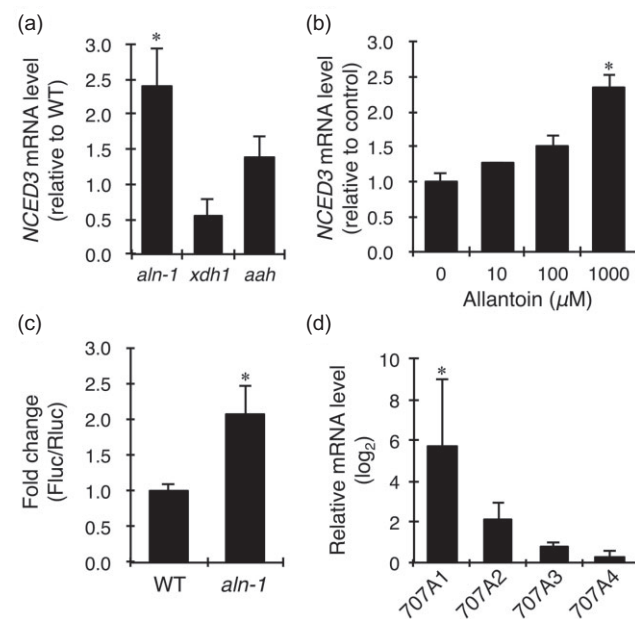 (a)
NCED3 mRNA level
(relative to WT)
3.0
2.5
2.0
1.5
1.0
0.5
0.0
*
aln-1 xdh1 aah
(b)
NCED3 mRNA level
(relative to control)
3.0
2.5
2.0
1.5
1.0
0.5
0.0
*
0 10 100 1000
Allantoin (µM)
(c)
Fold change
(Fluc/Rluc)
3.0
2.5
2.0
1.5
1.0
0.5
0.0
*
WT aln-1
(d)
Relative mRNA level
(log₂)
10
8
6
4
2
0
*
707A1 707A2 707A3 707A4